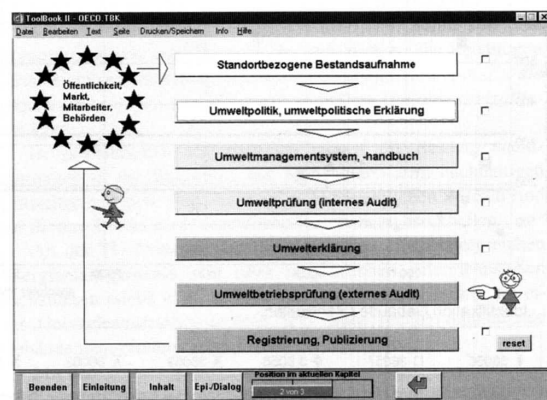 ToolBook II - OECO.TBK
Datei Bearbeiten Text Seite Drucken/Speichern Info Hilfe
Öffentlichkeit,
Markt,
Mitarbeiter,
Behörden
Standortbezogene Bestandsaufnahme
Umweltpolitik, umweltpolitische Erklärung
Umweltmanagementsystem, -handbuch
Umweltprüfung (internes Audit)
Umwelterklärung
Umweltbetriebsprüfung (externes Audit)
Registrierung, Publizierung
reset
Beenden
Einleitung
Inhalt
Epi-/Dialog
Position im aktuellen Kapitel
2 von 3